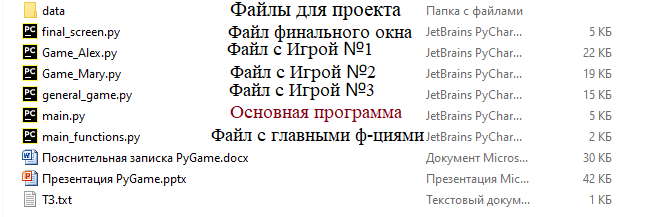 data Файлы для проекта Папка с файлами
final_screen.py Файл финального окна JetBrains PyChar... 5 КБ
Game_Alex.py Файл с Игрой №1 JetBrains PyChar... 22 КБ
Game_Mary.py Файл с Игрой №2 JetBrains PyChar... 19 КБ
general_game.py Файл с Игрой №3 JetBrains PyChar... 15 КБ
main.py Основная программа JetBrains PyChar... 5 КБ
main_functions.py Файл с главными ф-циями JetBrains PyChar... 2 КБ
Пояснительная записка PyGame.docx Документ Micros... 30 КБ
Презентация PyGame.pptx Презентация Mic... 42 КБ
ТЗ.txt Текстовый докум... 1 КБ